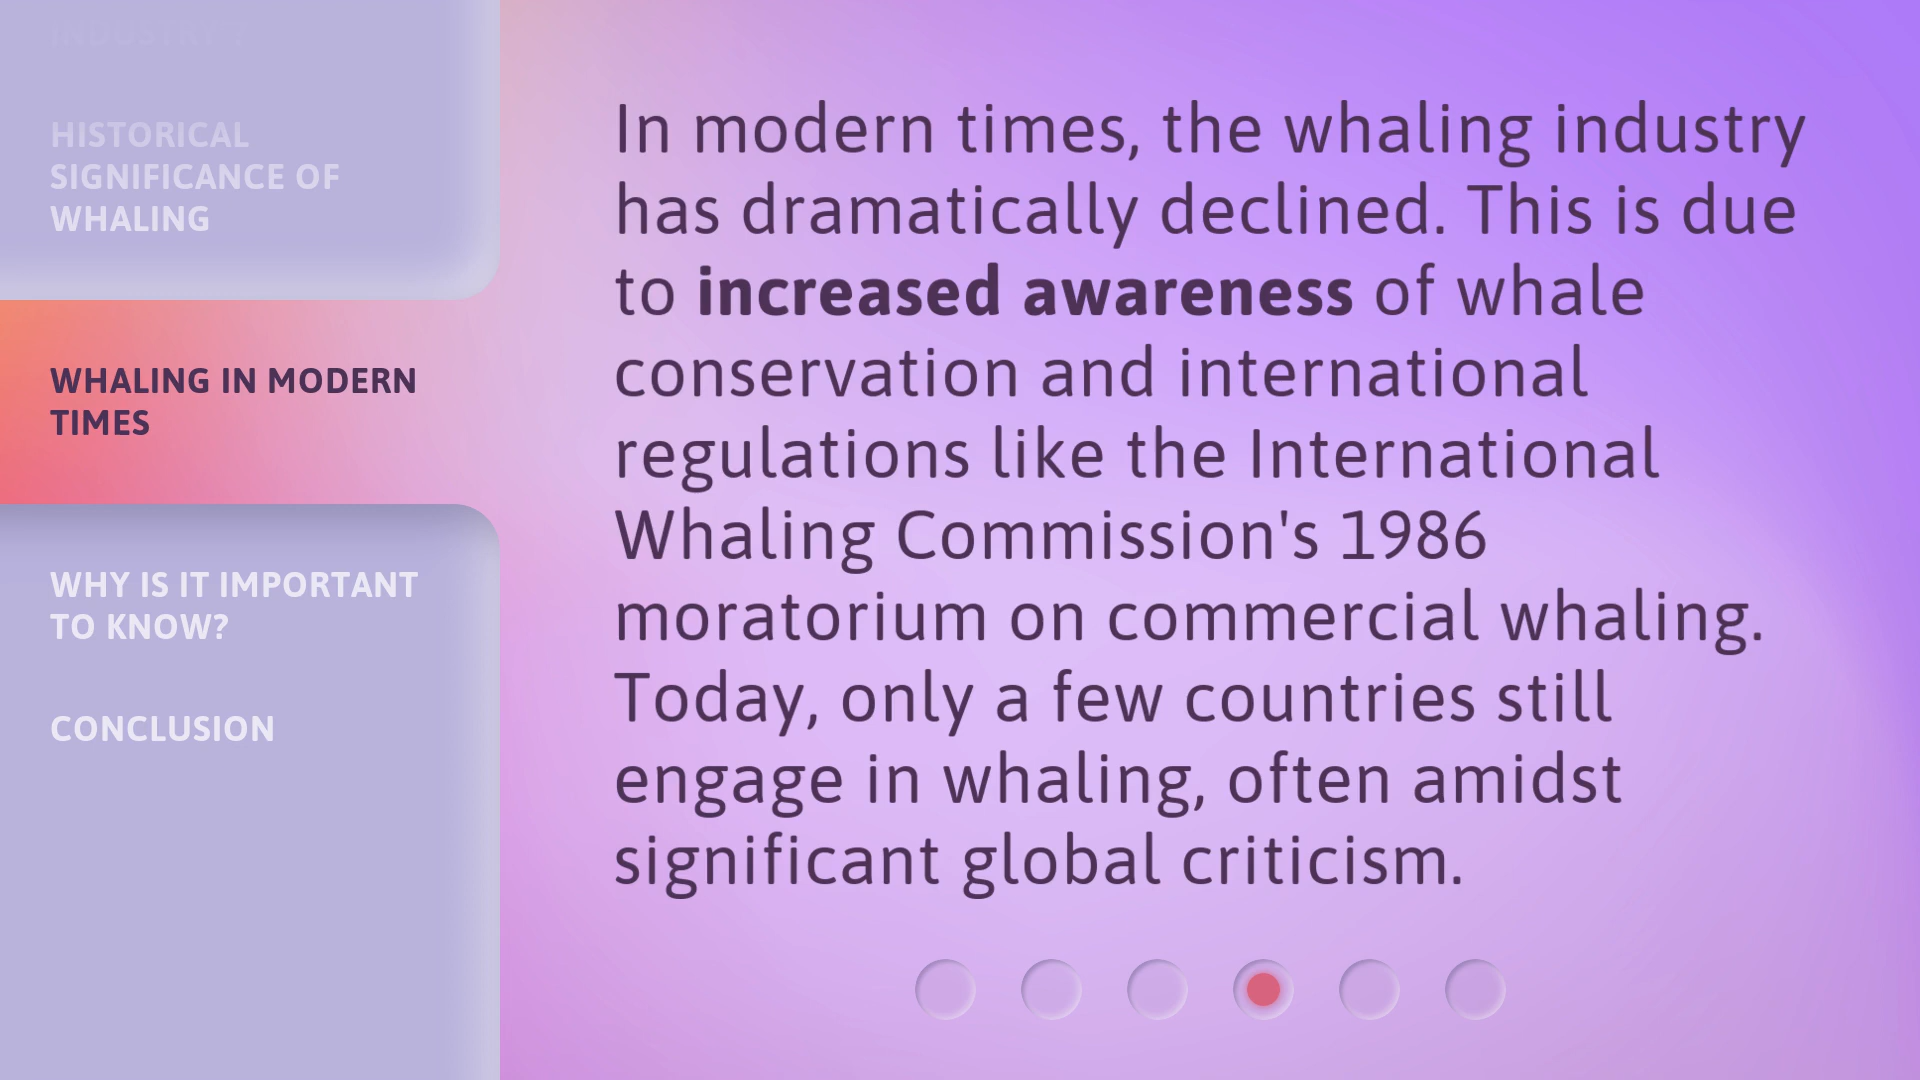 INDUSTRY ?
HISTORICAL
SIGNIFICANCE OF
WHALING
WHALING IN MODERN
TIMES
WHY IS IT IMPORTANT
TO KNOW?
CONCLUSION
In modern times, the whaling industry
has dramatically declined. This is due
to increased awareness of whale
conservation and international
regulations like the International
Whaling Commission's 1986
moratorium on commercial whaling.
Today, only a few countries still
engage in whaling, often amidst
significant global criticism.